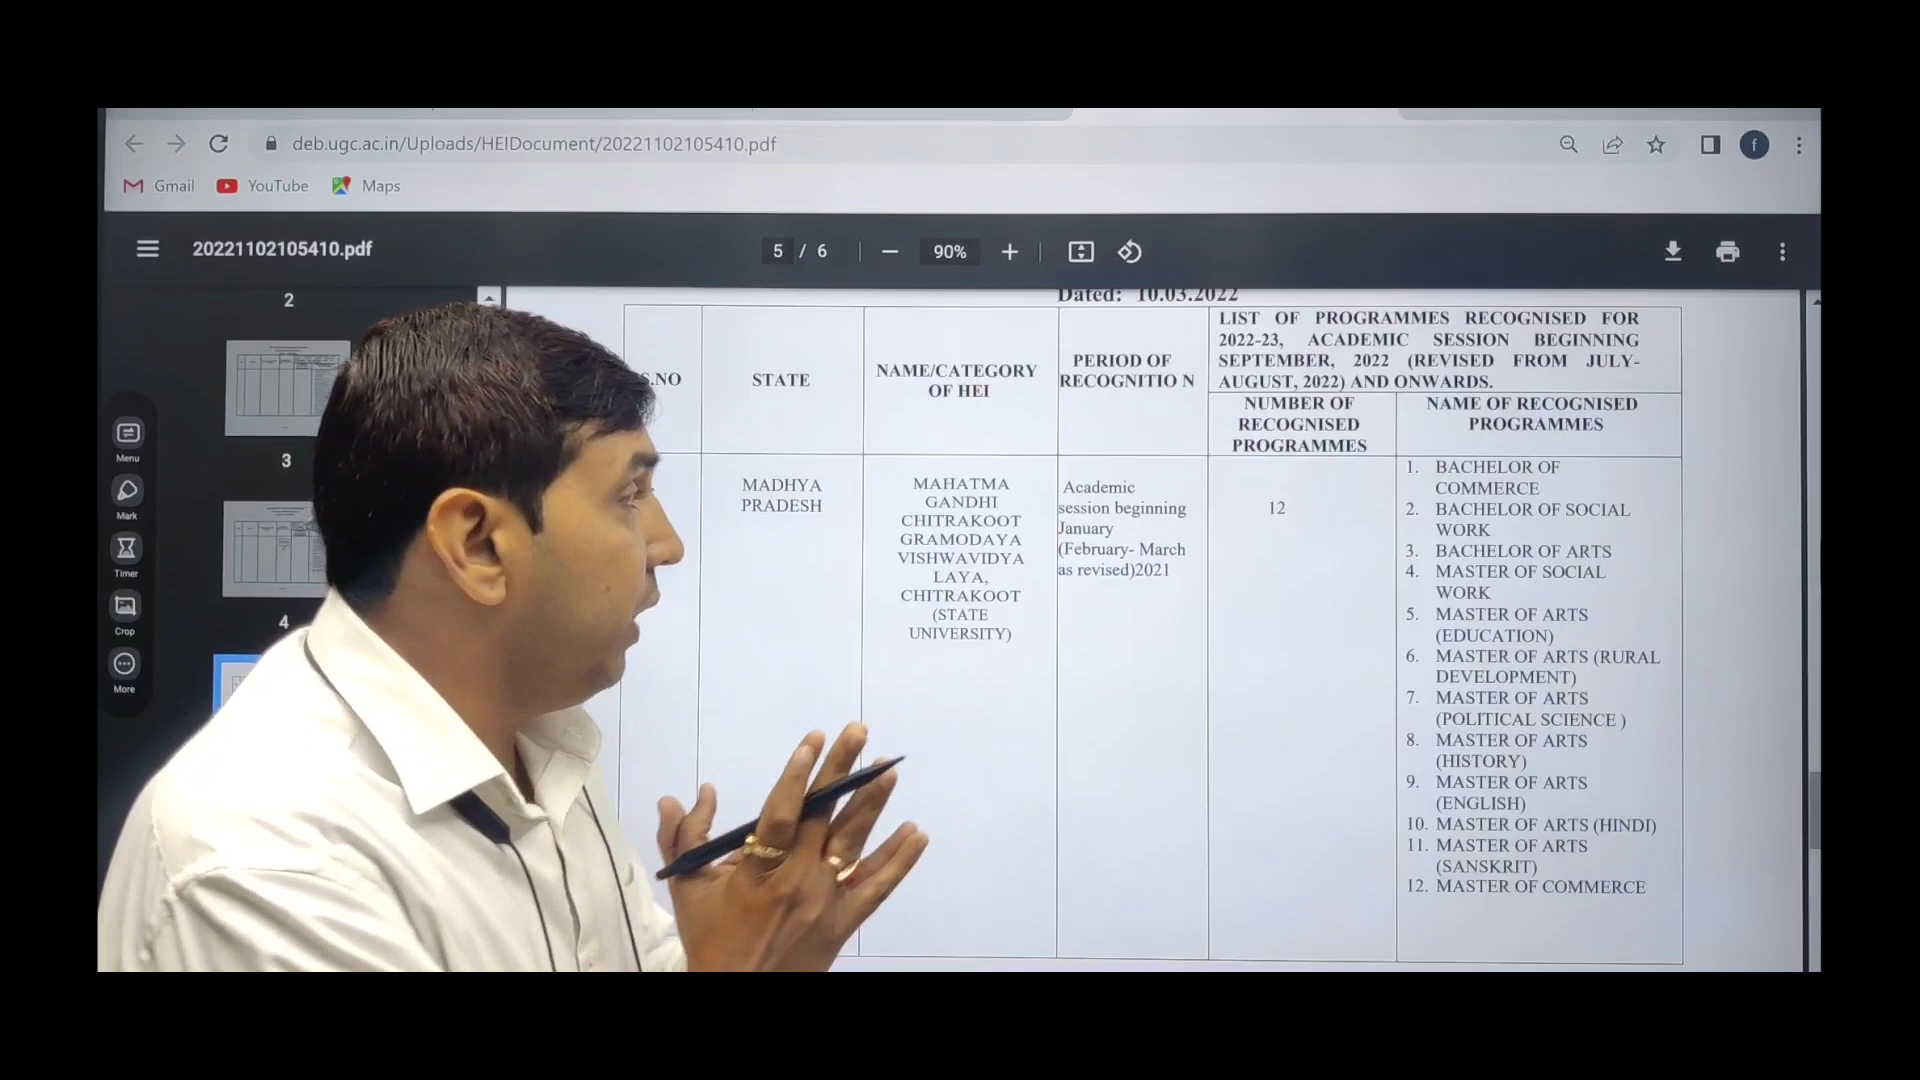 deb.ugc.ac.in/Uploads/HEIDocument/20221102105410.pdf
f
Gmail
YouTube
Maps
20221102105410.pdf
5 / 6
90%
2
3
4
Menu
Mark
Timer
Crop
More
Dated: 10.03.2022
S.NO
STATE
NAME/CATEGORY
OF HEI
PERIOD OF
RECOGNITIO N
LIST OF PROGRAMMES RECOGNISED FOR
2022-23, ACADEMIC SESSION BEGINNING
SEPTEMBER, 2022 (REVISED FROM JULY-
AUGUST, 2022) AND ONWARDS.
NUMBER OF
RECOGNISED
PROGRAMMES
NAME OF RECOGNISED
PROGRAMMES
MADHYA
PRADESH
MAHATMA
GANDHI
CHITRAKOOT
GRAMODAYA
VISHWAVIDYA
LAYA,
CHITRAKOOT
(STATE
UNIVERSITY)
Academic
session beginning
January
(February- March
as revised)2021
12
1. BACHELOR OF
COMMERCE
2. BACHELOR OF SOCIAL
WORK
3. BACHELOR OF ARTS
4. MASTER OF SOCIAL
WORK
5. MASTER OF ARTS
(EDUCATION)
6. MASTER OF ARTS (RURAL
DEVELOPMENT)
7. MASTER OF ARTS
(POLITICAL SCIENCE )
8. MASTER OF ARTS
(HISTORY)
9. MASTER OF ARTS
(ENGLISH)
10. MASTER OF ARTS (HINDI)
11. MASTER OF ARTS
(SANSKRIT)
12. MASTER OF COMMERCE